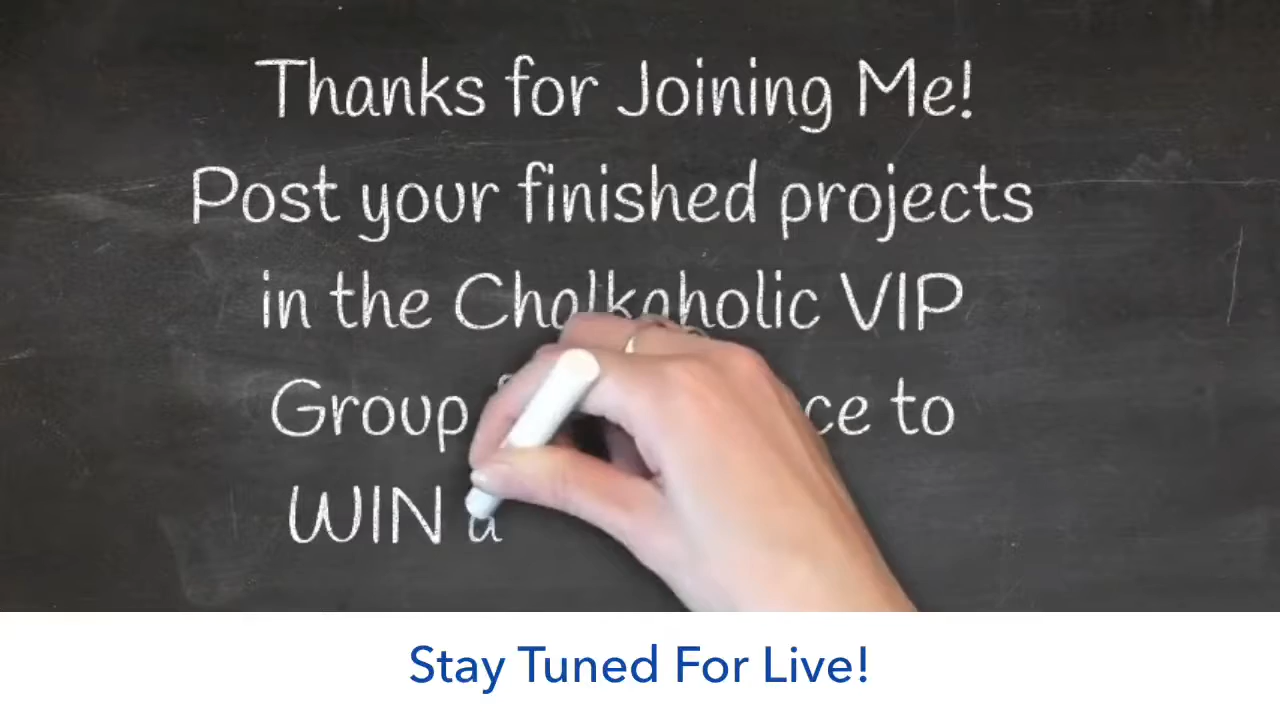 Thanks for Joining Me!
Post your finished projects
in the Chalkaholic VIP
Group to
WIN a
Stay Tuned For Live!